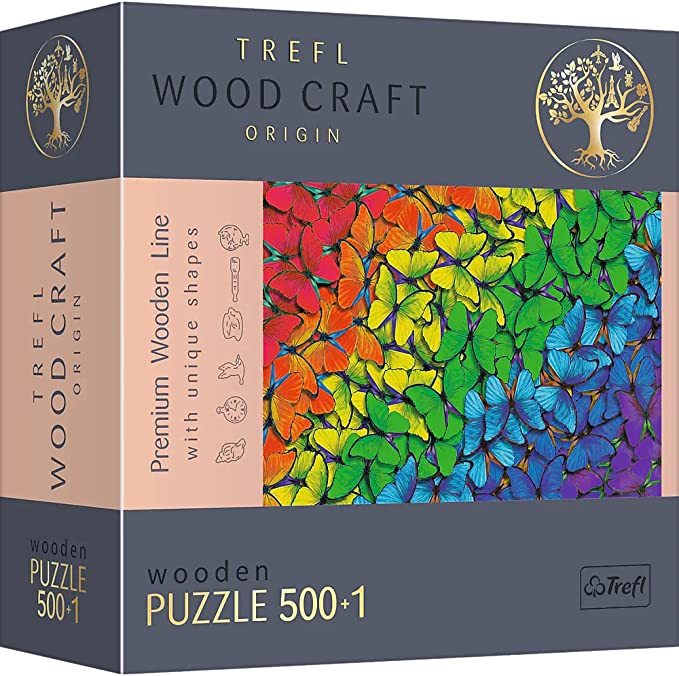 TREFL
WOOD CRAFT
ORIGIN
Premium Wooden Line
with unique shapes
TREFL
WOOD CRAFT
ORIGIN
wooden
PUZZLE
500+1
wooden
PUZZLE 500+1
Trefl